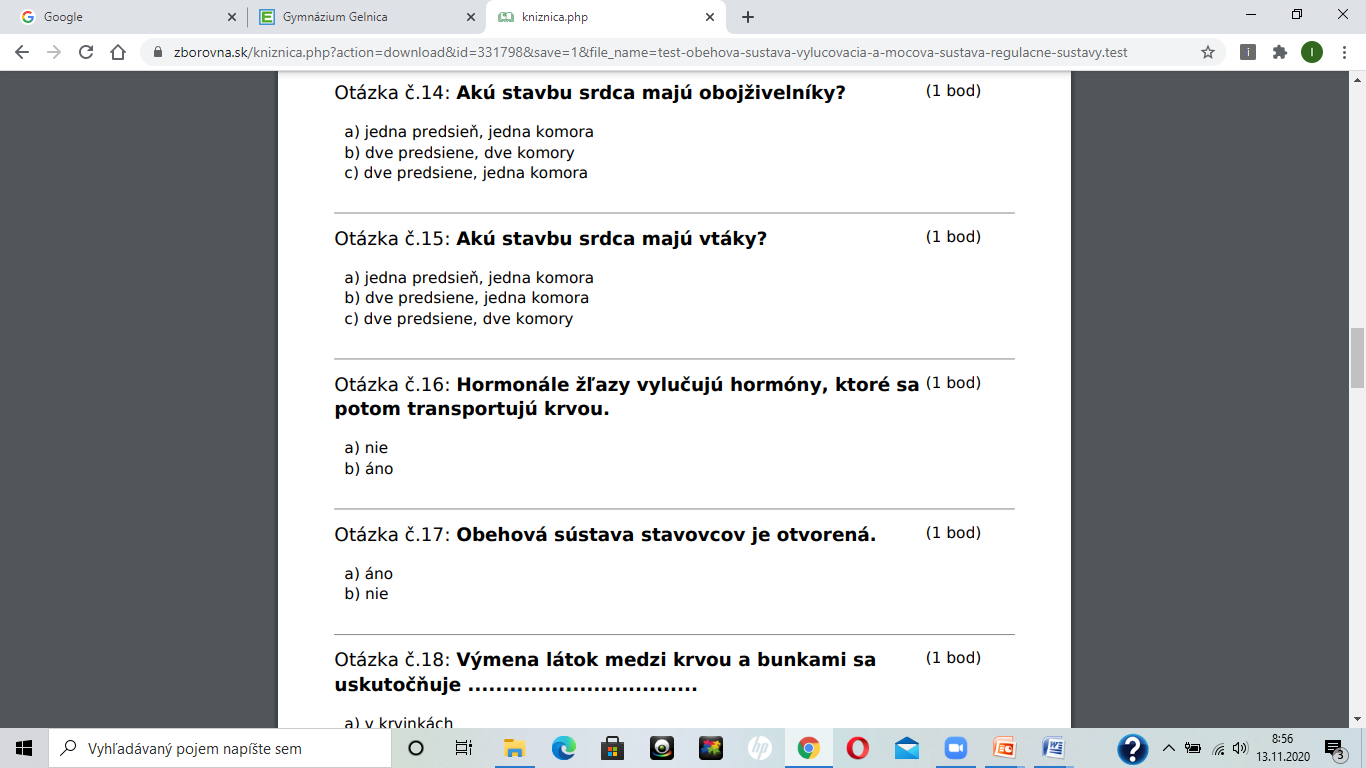 Google
Gymnázium Gelnica
kniznica.php
zborovna.sk/kniznica.php?action=download&id=331798&save=1&file_name=test-obehova-sustava-vylucovacia-a-mocova-sustava-regulacne-sustavy.test
I
Otázka č.14: Akú stavbu srdca majú obojživelníky? (1 bod)
a) jedna predsieň, jedna komora
b) dve predsiene, dve komory
c) dve predsiene, jedna komora
Otázka č.15: Akú stavbu srdca majú vtáky? (1 bod)
a) jedna predsieň, jedna komora
b) dve predsiene, jedna komora
c) dve predsiene, dve komory
Otázka č.16: Hormonále žľazy vylučujú hormóny, ktoré sa (1 bod)
potom transportujú krvou.
a) nie
b) áno
Otázka č.17: Obehová sústava stavovcov je otvorená. (1 bod)
a) áno
b) nie
Otázka č.18: Výmena látok medzi krvou a bunkami sa (1 bod)
uskutočňuje .................................
a) v krvinkách
Vyhľadávaný pojem napíšte sem
8:56
13.11.2020
3